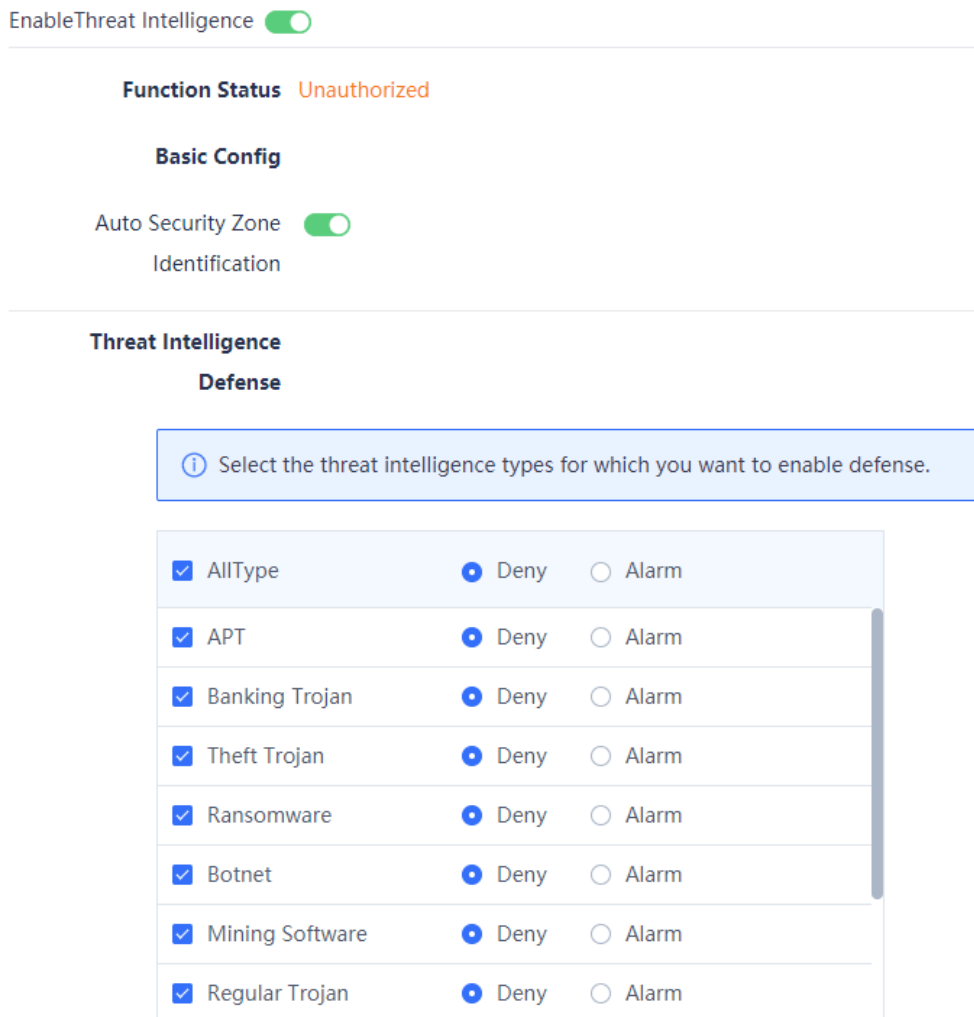 EnableThreat Intelligence
Function Status Unauthorized
Basic Config
Auto Security Zone
Identification
Threat Intelligence
Defense
Select the threat intelligence types for which you want to enable defense.
AllType Deny Alarm
APT Deny Alarm
Banking Trojan Deny Alarm
Theft Trojan Deny Alarm
Ransomware Deny Alarm
Botnet Deny Alarm
Mining Software Deny Alarm
Regular Trojan Deny Alarm